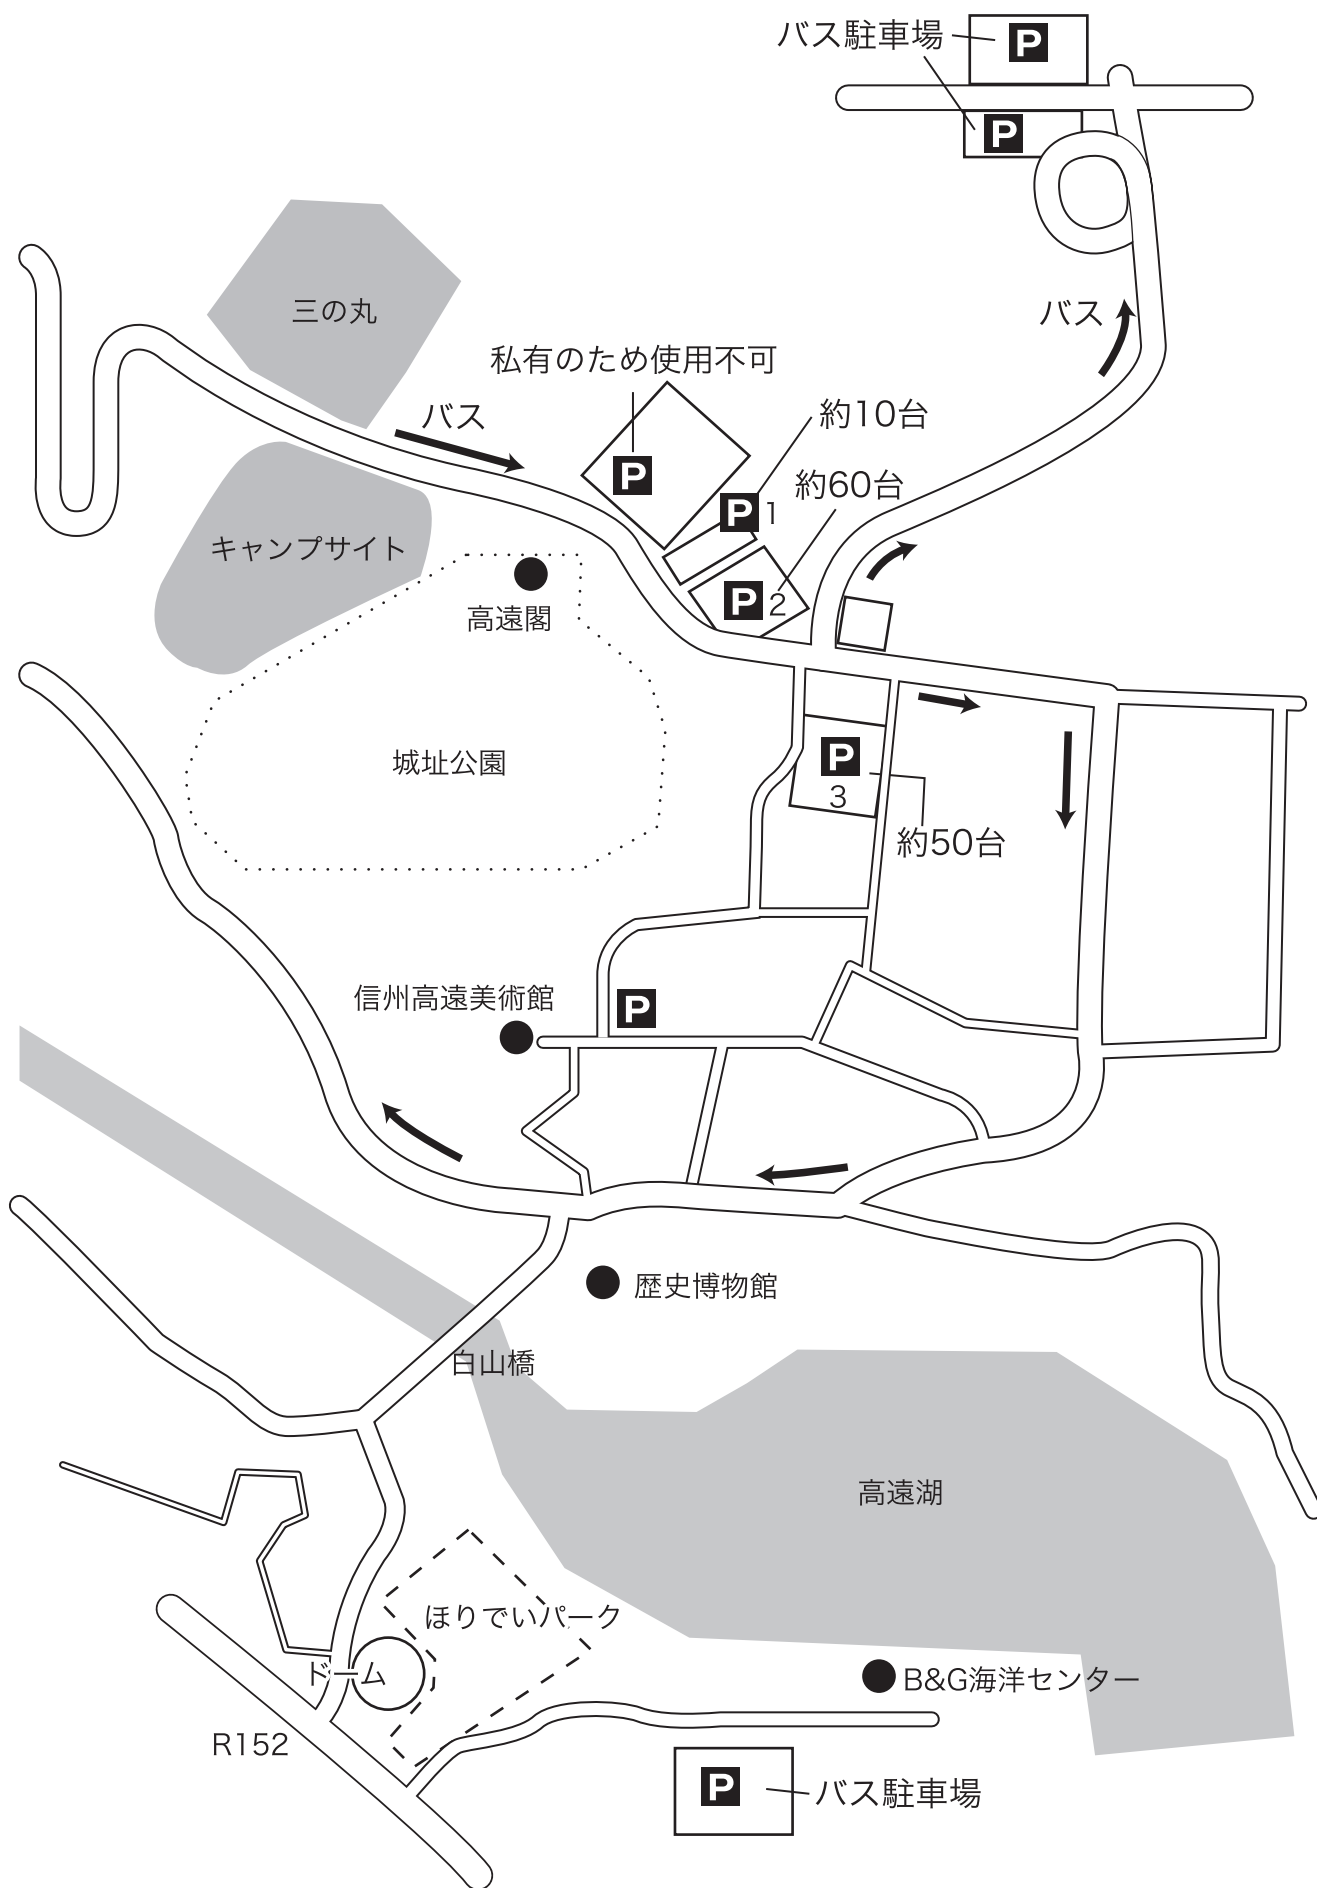 バス駐車場
P
P
三の丸
バス
私有のため使用不可
バス
約10台
P
約60台
P 1
キャンプサイト
P 2
高遠閣
城址公園
P
3
約50台
信州高遠美術館
P
歴史博物館
白山橋
高遠湖
ほりでいパーク
ドーム
B&G海洋センター
R152
P
バス駐車場